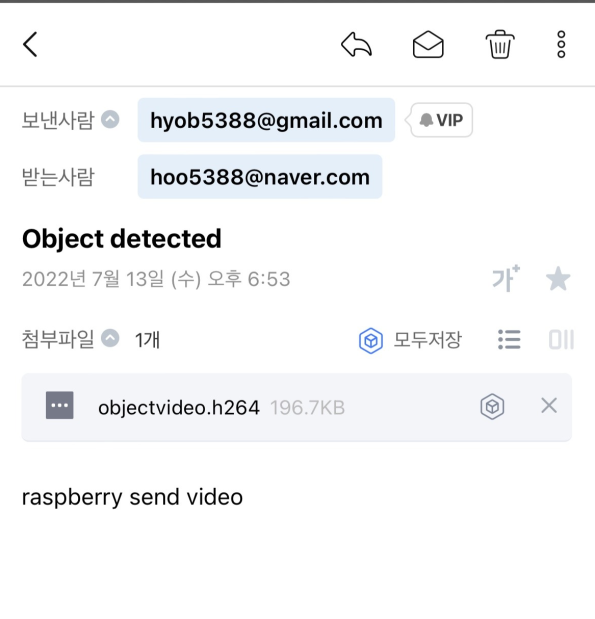 보낸사람 hyob5388@gmail.com VIP
받는사람 hoo5388@naver.com
Object detected
2022년 7월 13일 (수) 오후 6:53 가+
첨부파일 1개 모두저장
objectvideo.h264 196.7KB
raspberry send video